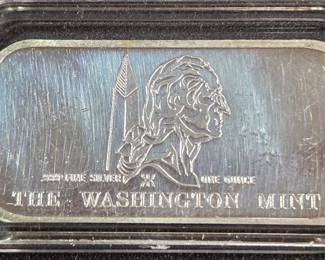 .999+ FINE SILVER ONE OUNCE
THE WASHINGTON MINT